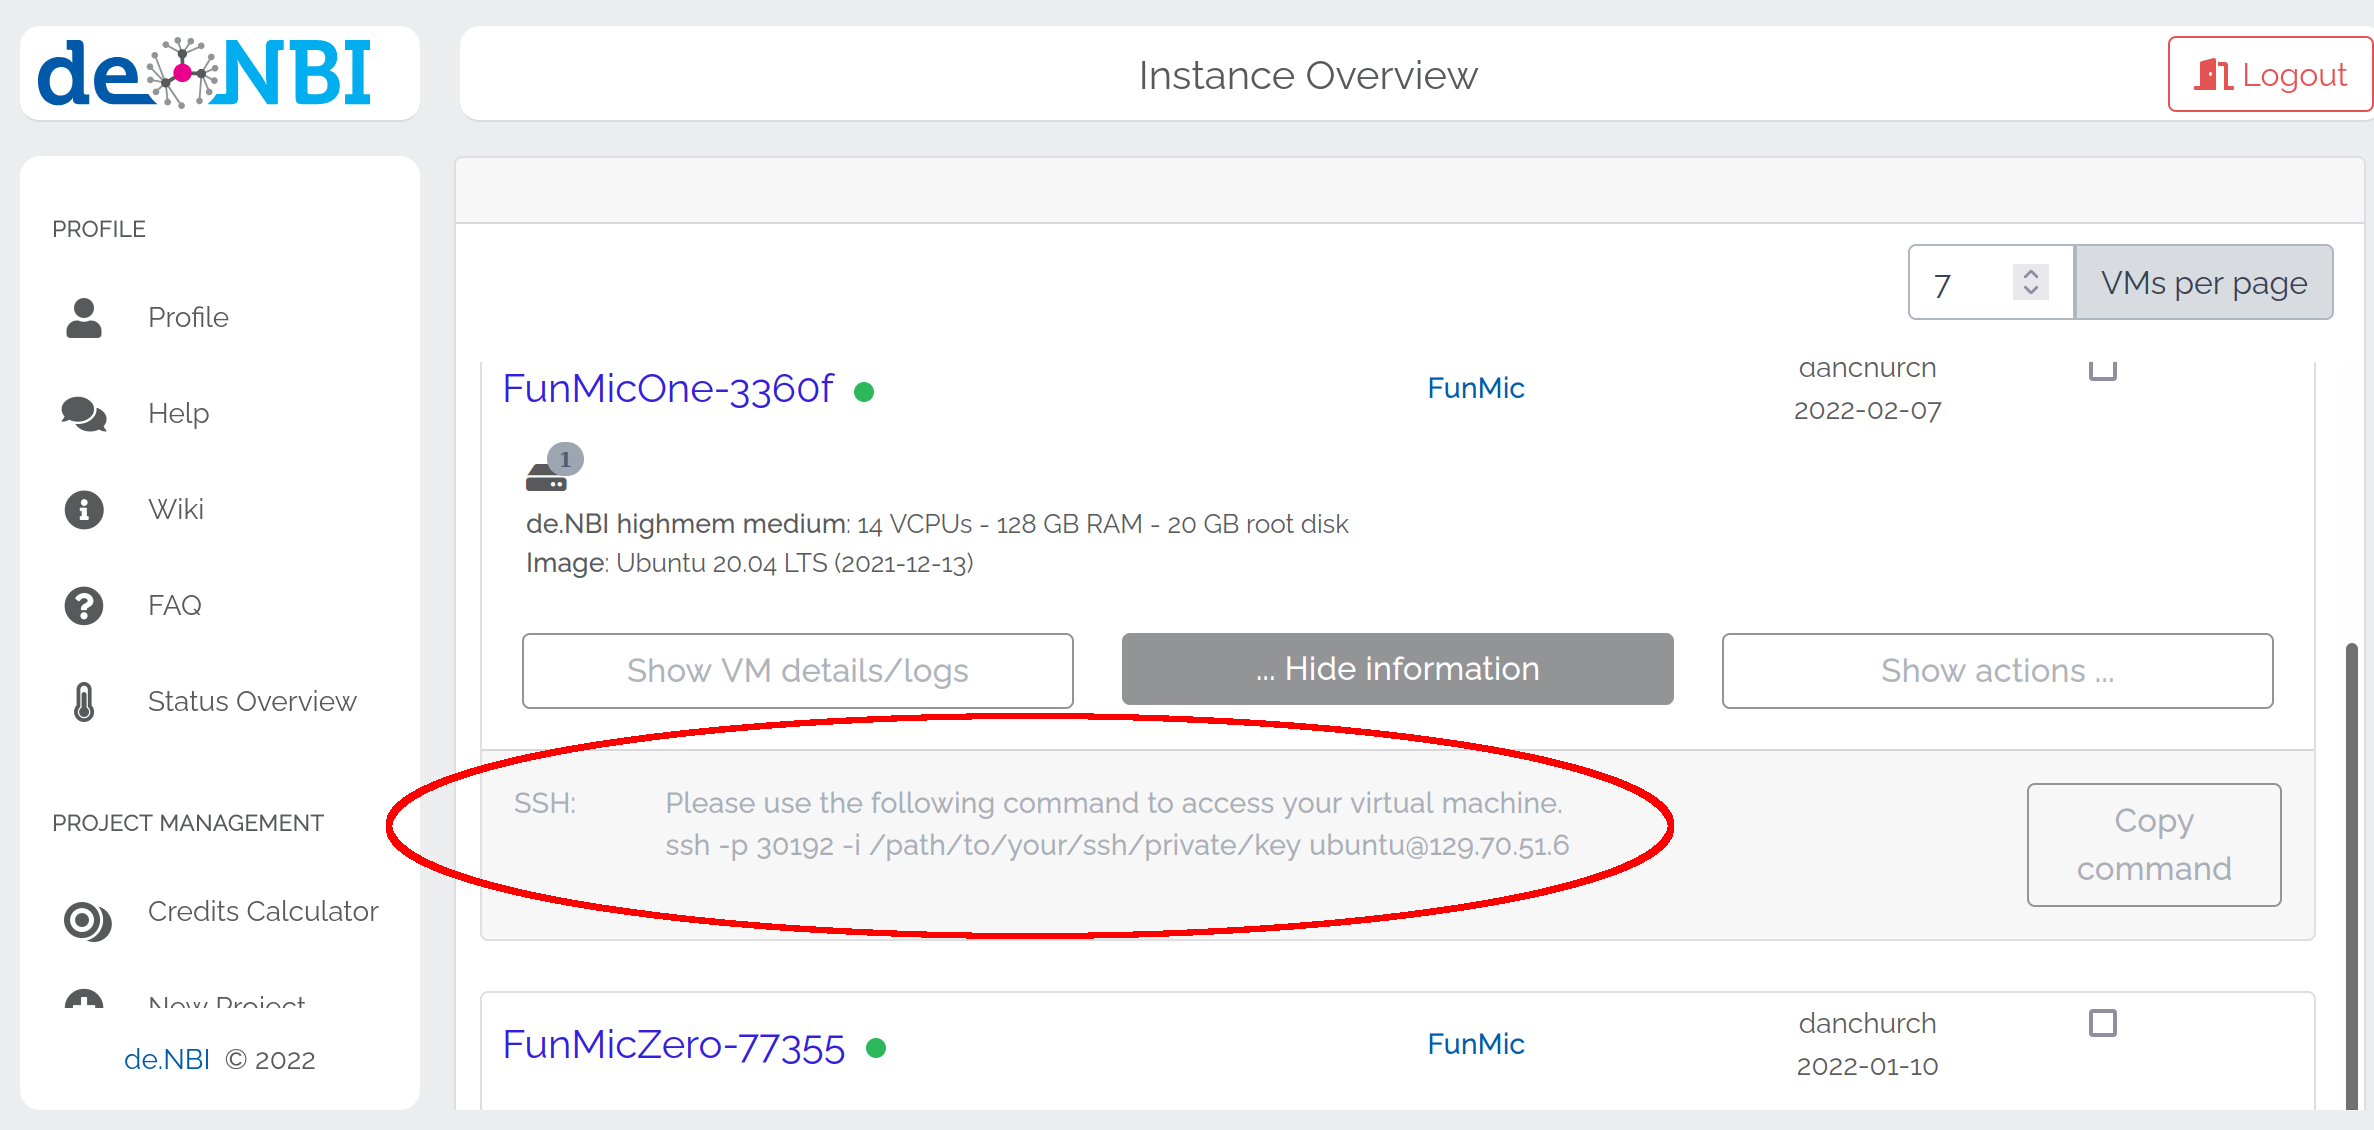 de.NBI
Instance Overview
Logout
PROFILE
Profile
Help
Wiki
FAQ
Status Overview
PROJECT MANAGEMENT
Credits Calculator
New Project
de.NBI © 2022
7
VMs per page
FunMicOne-3360f
FunMic
danchurch
2022-02-07
1
de.NBI highmem medium: 14 VCPUs - 128 GB RAM - 20 GB root disk
Image: Ubuntu 20.04 LTS (2021-12-13)
Show VM details/logs
... Hide information
Show actions ...
SSH:
Please use the following command to access your virtual machine.
ssh -p 30192 -i /path/to/your/ssh/private/key ubuntu@129.70.51.6
Copy
command
FunMicZero-77355
FunMic
danchurch
2022-01-10